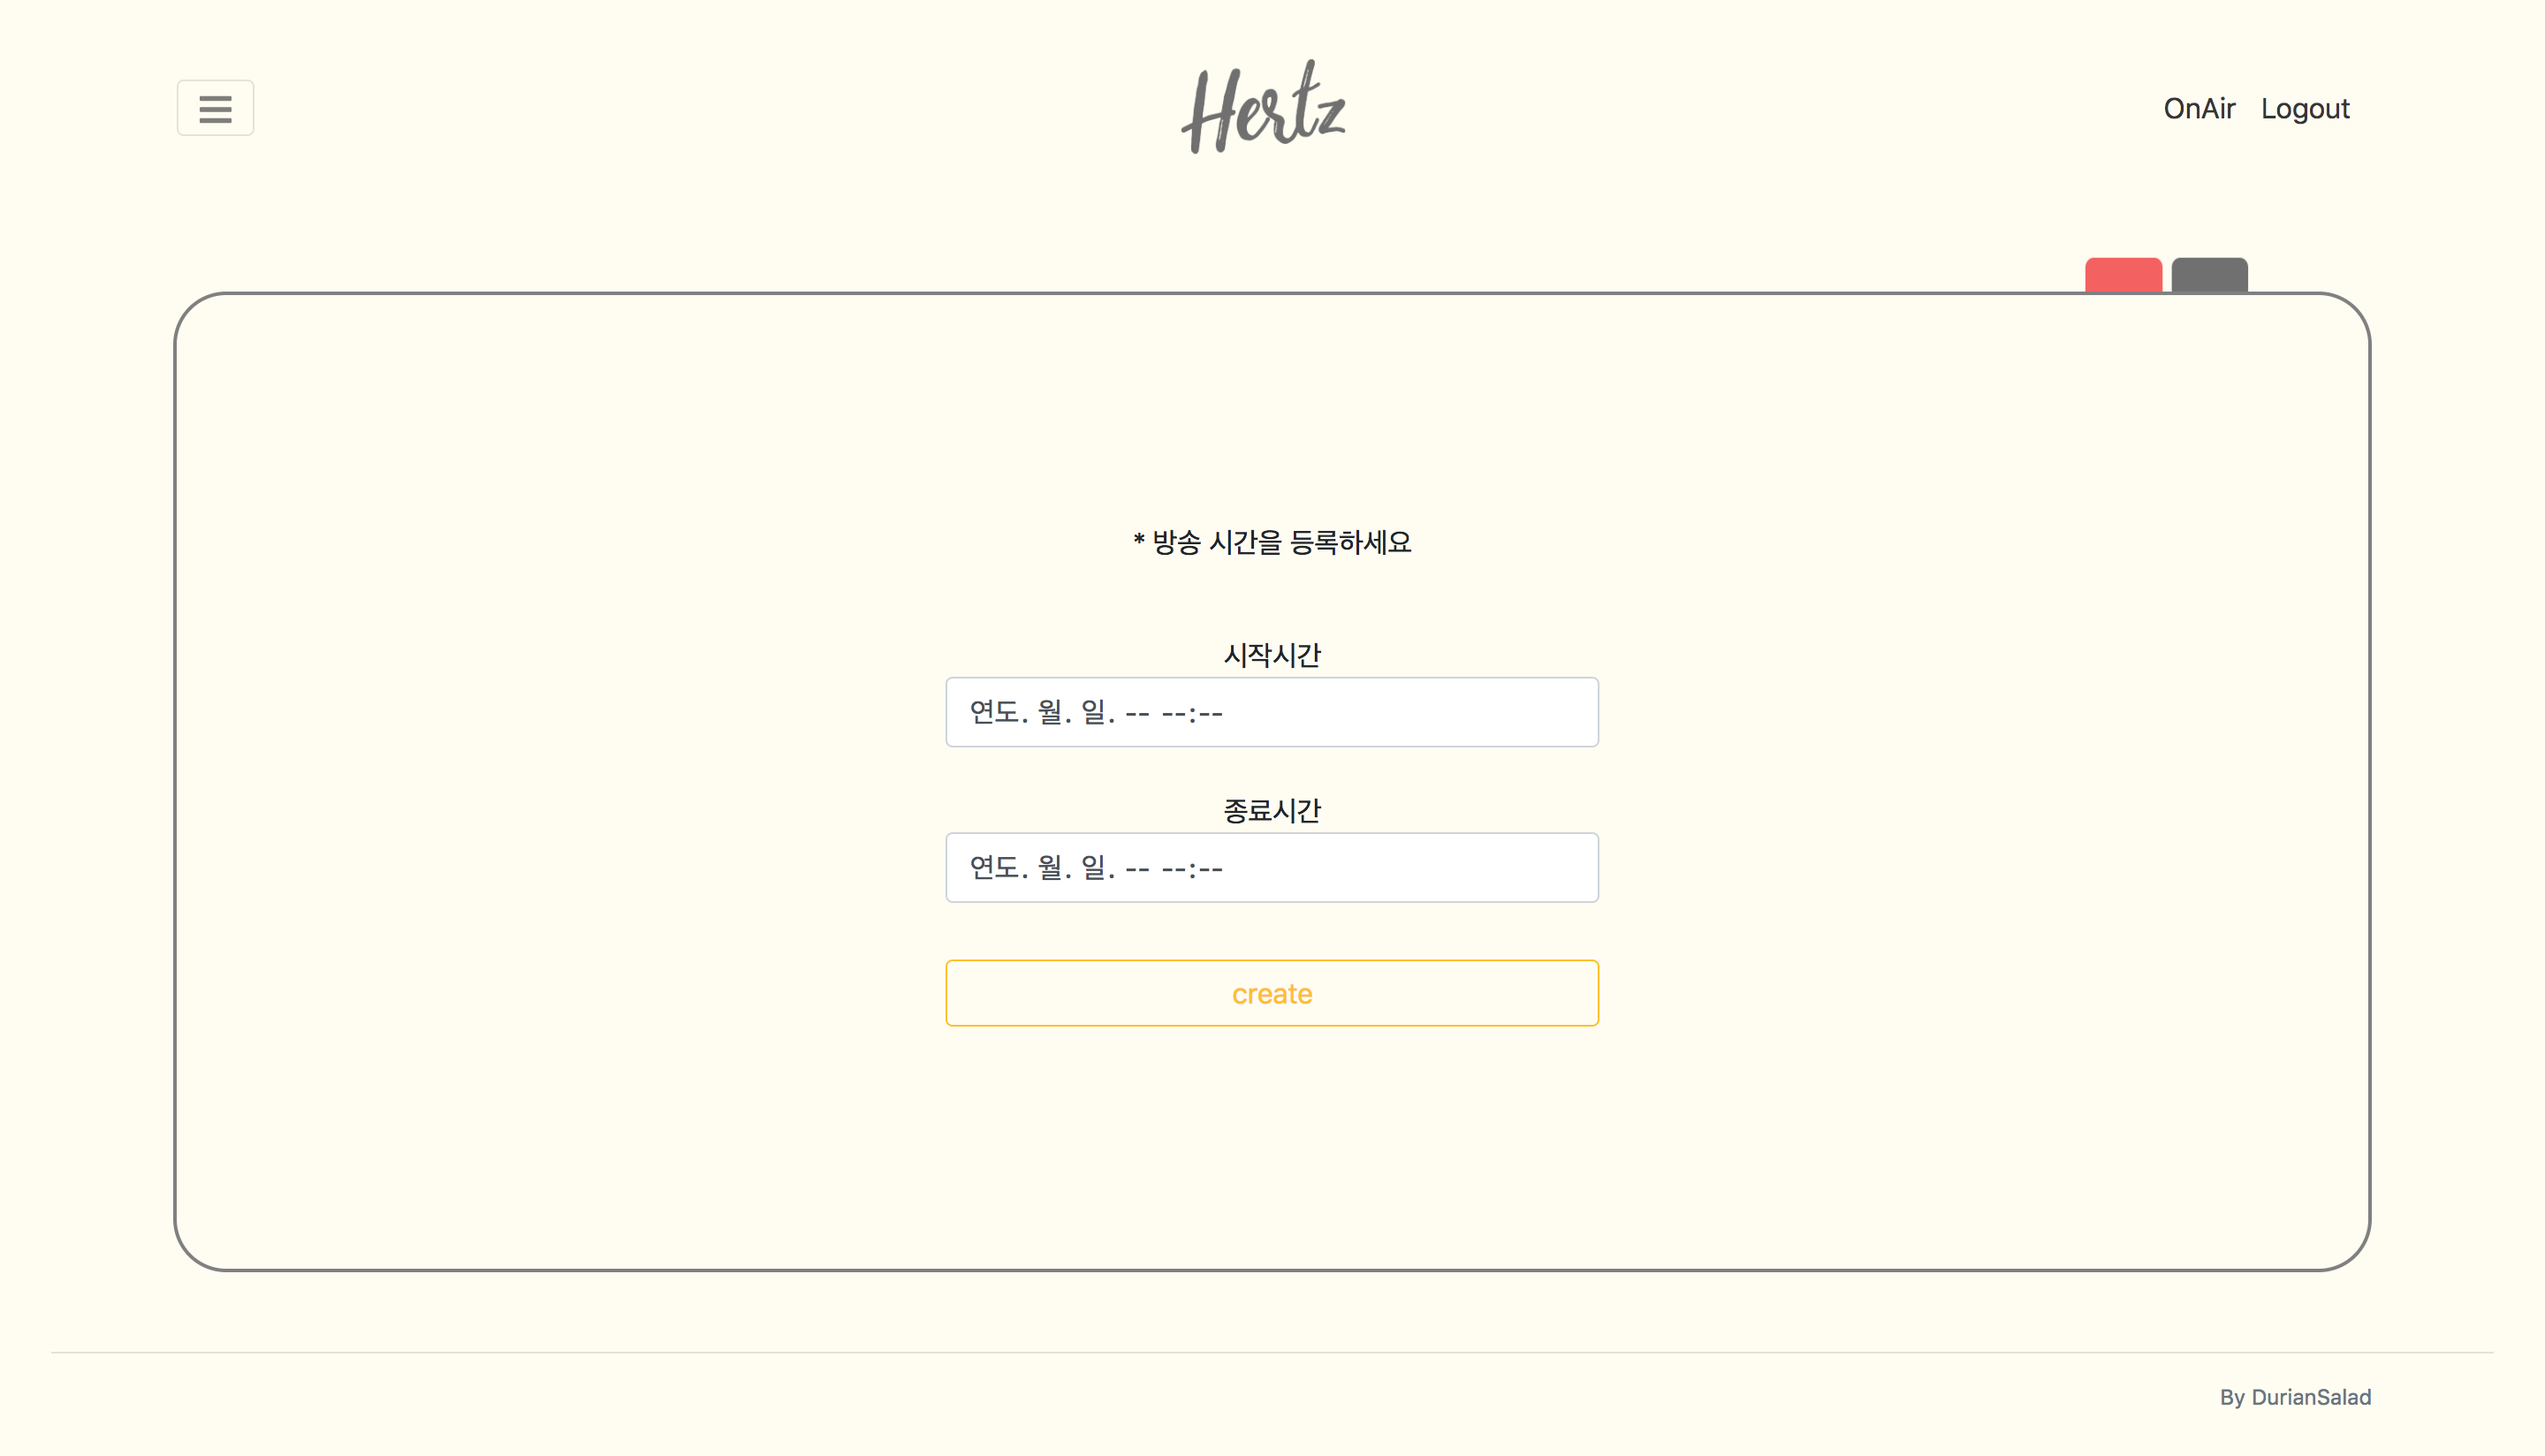 Hertz
OnAir Logout
* 방송 시간을 등록하세요
시작시간
연도. 월. 일. -- --:--
종료시간
연도. 월. 일. -- --:--
create
By DurianSalad